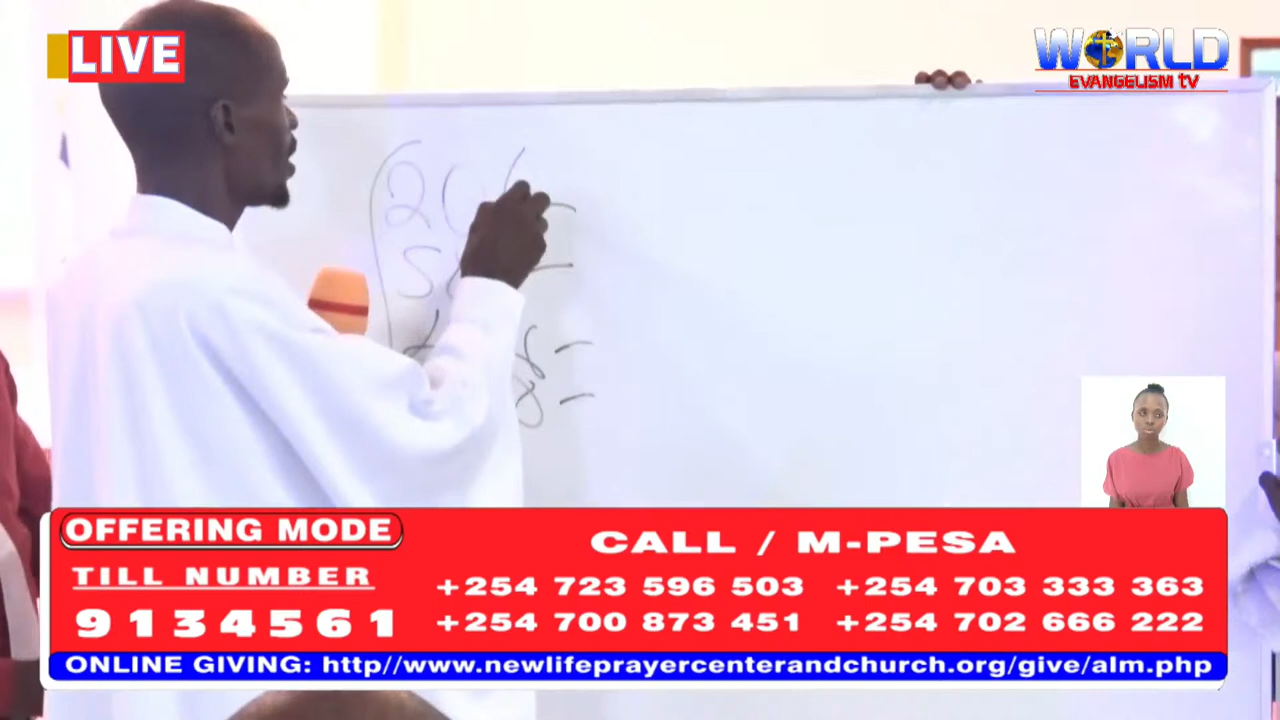 LIVE
WORLD
EVANGELISM TV
OFFERING MODE
TILL NUMBER
9134561
CALL / M-PESA
+254 723 596 503 +254 703 333 363
+254 700 873 451 +254 702 666 222
ONLINE GIVING: http//www.newlifeprayercenterandchurch.org/give/alm.php